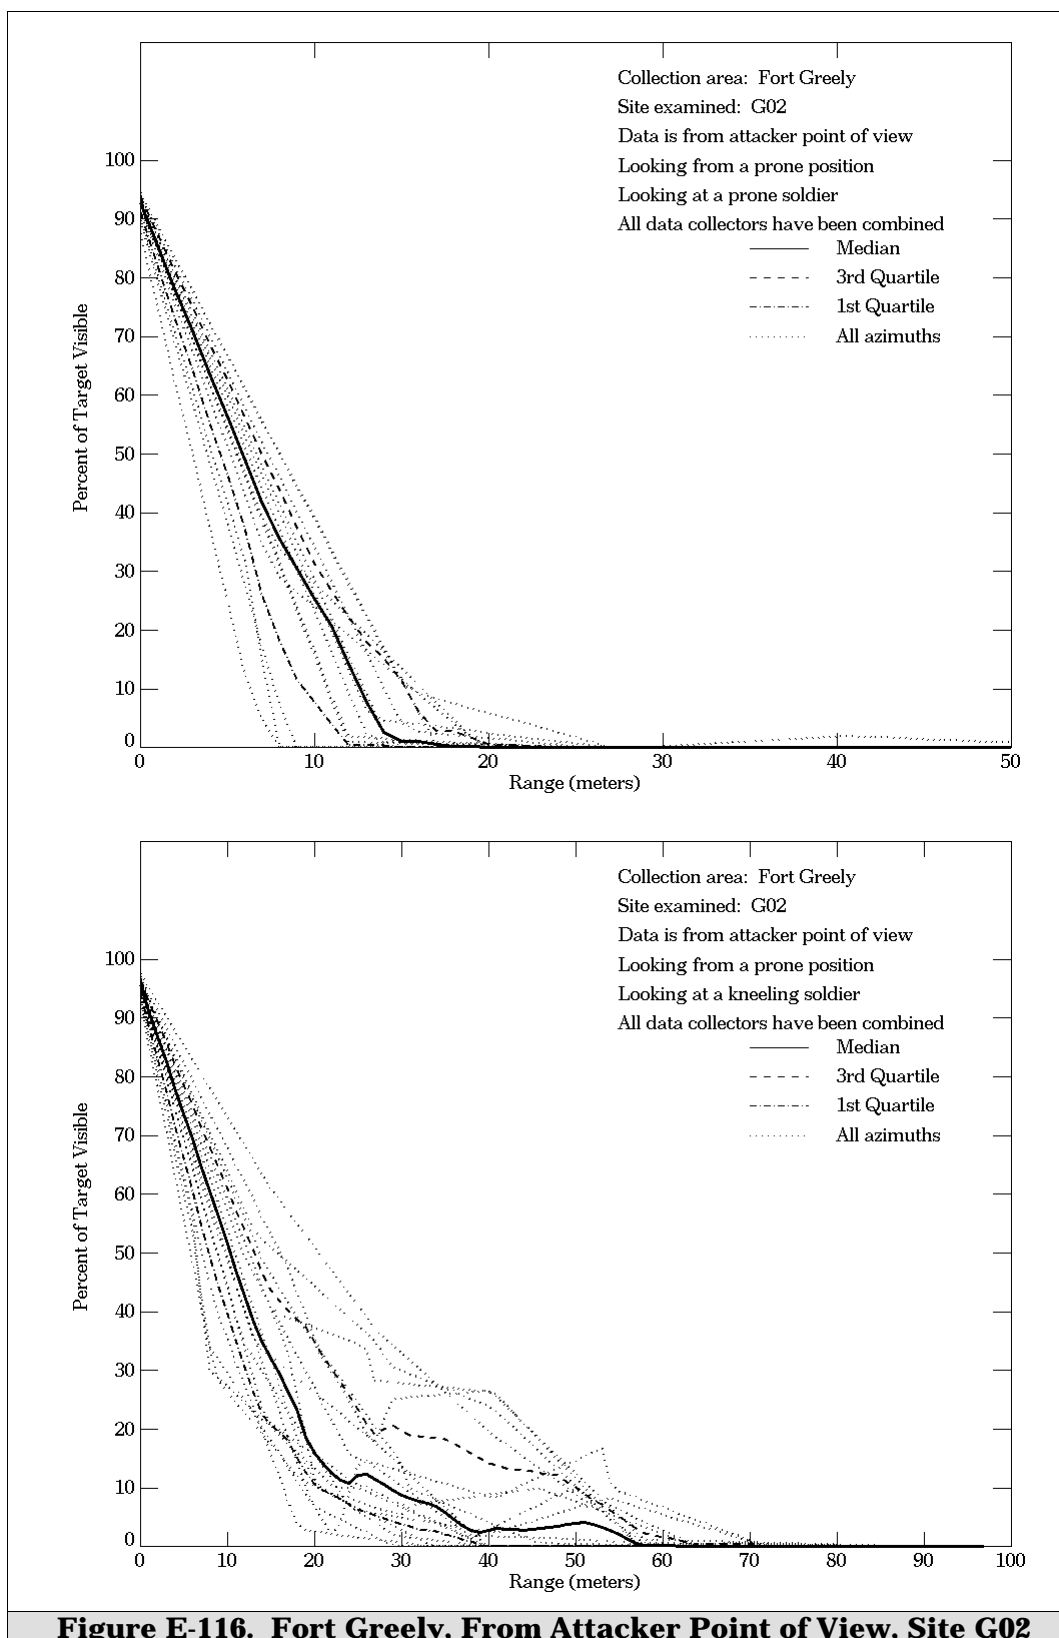 Collection area: Fort Greely
Site examined: G02
Data is from attacker point of view
Looking from a prone position
Looking at a prone soldier
All data collectors have been combined
Median
3rd Quartile
1st Quartile
All azimuths
Percent of Target Visible
100
90
80
70
60
50
40
30
20
10
0
0 10 20 30 40 50
Range (meters)
Collection area: Fort Greely
Site examined: G02
Data is from attacker point of view
Looking from a prone position
Looking at a kneeling soldier
All data collectors have been combined
Median
3rd Quartile
1st Quartile
All azimuths
Percent of Target Visible
100
90
80
70
60
50
40
30
20
10
0
0 10 20 30 40 50 60 70 80 90 100
Range (meters)
Figure E-116. Fort Greely, From Attacker Point of View, Site G02